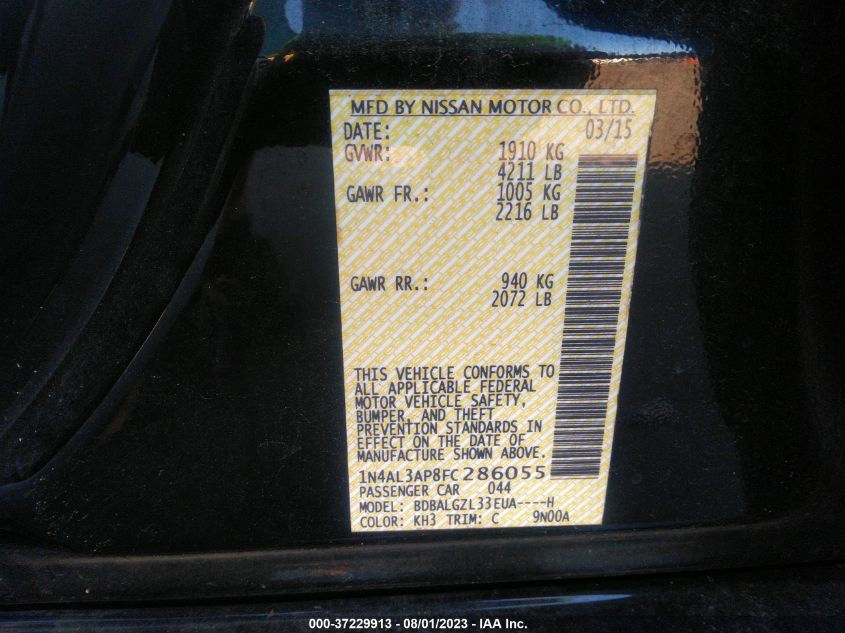 MFD BY NISSAN MOTOR CO., LTD.
DATE: 03/15
GVWR: 1910 KG
4211 LB
GAWR FR.: 1005 KG
2216 LB
GAWR RR.: 940 KG
2072 LB
THIS VEHICLE CONFORMS TO
ALL APPLICABLE FEDERAL
MOTOR VEHICLE SAFETY,
BUMPER, AND THEFT
PREVENTION STANDARDS IN
EFFECT ON THE DATE OF
MANUFACTURE SHOWN ABOVE.
1N4AL3AP8FC286055
PASSENGER CAR 044
MODEL: BDBALGZL33EUA----H
COLOR: KH3 TRIM: C 9N00A
000-37229913 - 08/01/2023 - IAA Inc.